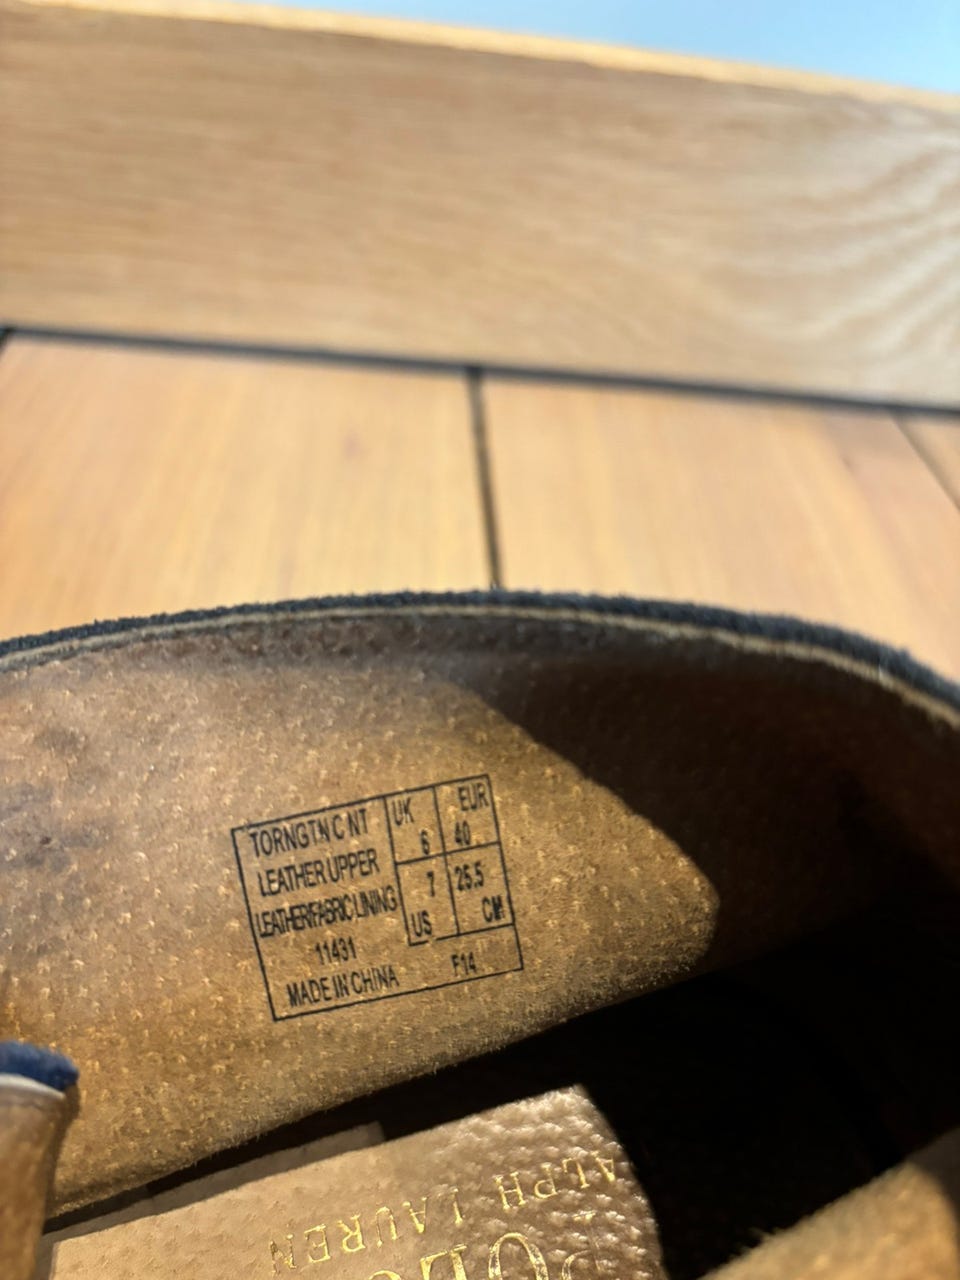 TORNGTN C NT
LEATHER UPPER
LEATHER/FABRIC LINING
11431
MADE IN CHINA
UK
6
EUR
40
7
US
25.5
CM
F14
POLO
RALPH LAUREN